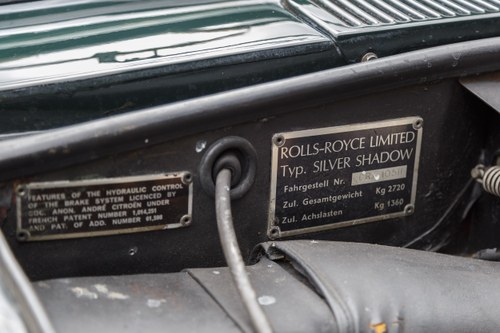 FEATURES OF THE HYDRAULIC CONTROL
OF THE BRAKE SYSTEM LICENCED BY
SOC. ANON. ANDRÉ CITROËN UNDER
FRENCH PATENT NUMBER 1,014,251
AND PAT. OF ADD. NUMBER 61,300
ROLLS-ROYCE LIMITED
TYP. SILVER SHADOW
Fahrgestell Nr.
Zul. Gesamtgewicht Kg 2720
Zul. Achslasten Kg 1360